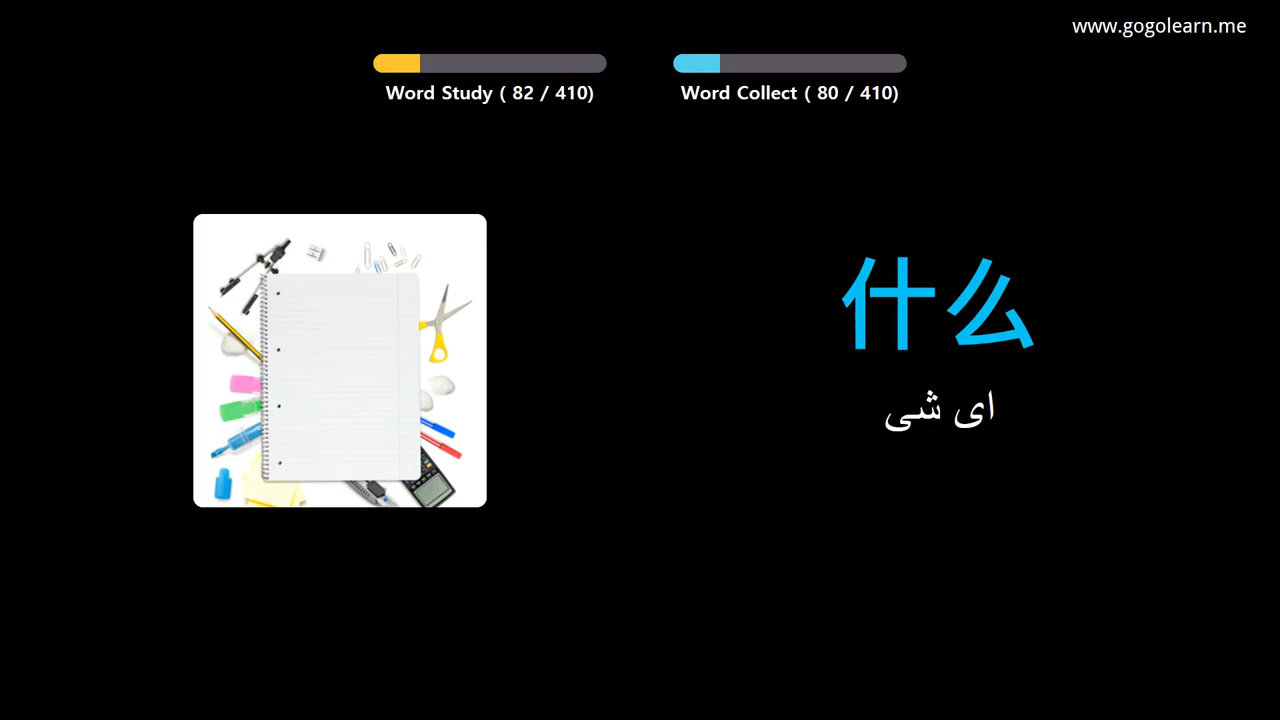 www.gogolearn.me
Word Study ( 82 / 410)
Word Collect ( 80 / 410)
什么
ای شی